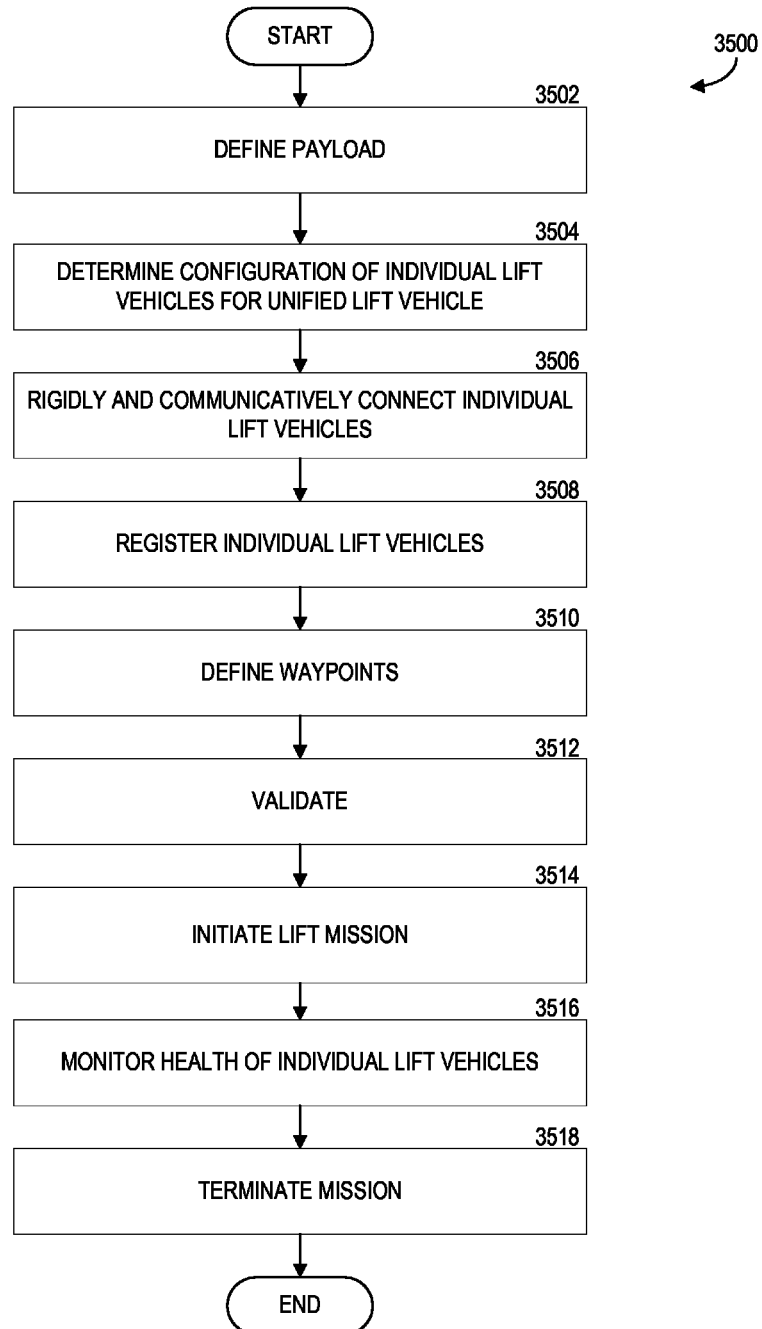 START
3500
3502
DEFINE PAYLOAD
3504
DETERMINE CONFIGURATION OF INDIVIDUAL LIFT
VEHICLES FOR UNIFIED LIFT VEHICLE
3506
RIGIDLY AND COMMUNICATIVELY CONNECT INDIVIDUAL
LIFT VEHICLES
3508
REGISTER INDIVIDUAL LIFT VEHICLES
3510
DEFINE WAYPOINTS
3512
VALIDATE
3514
INITIATE LIFT MISSION
3516
MONITOR HEALTH OF INDIVIDUAL LIFT VEHICLES
3518
TERMINATE MISSION
END